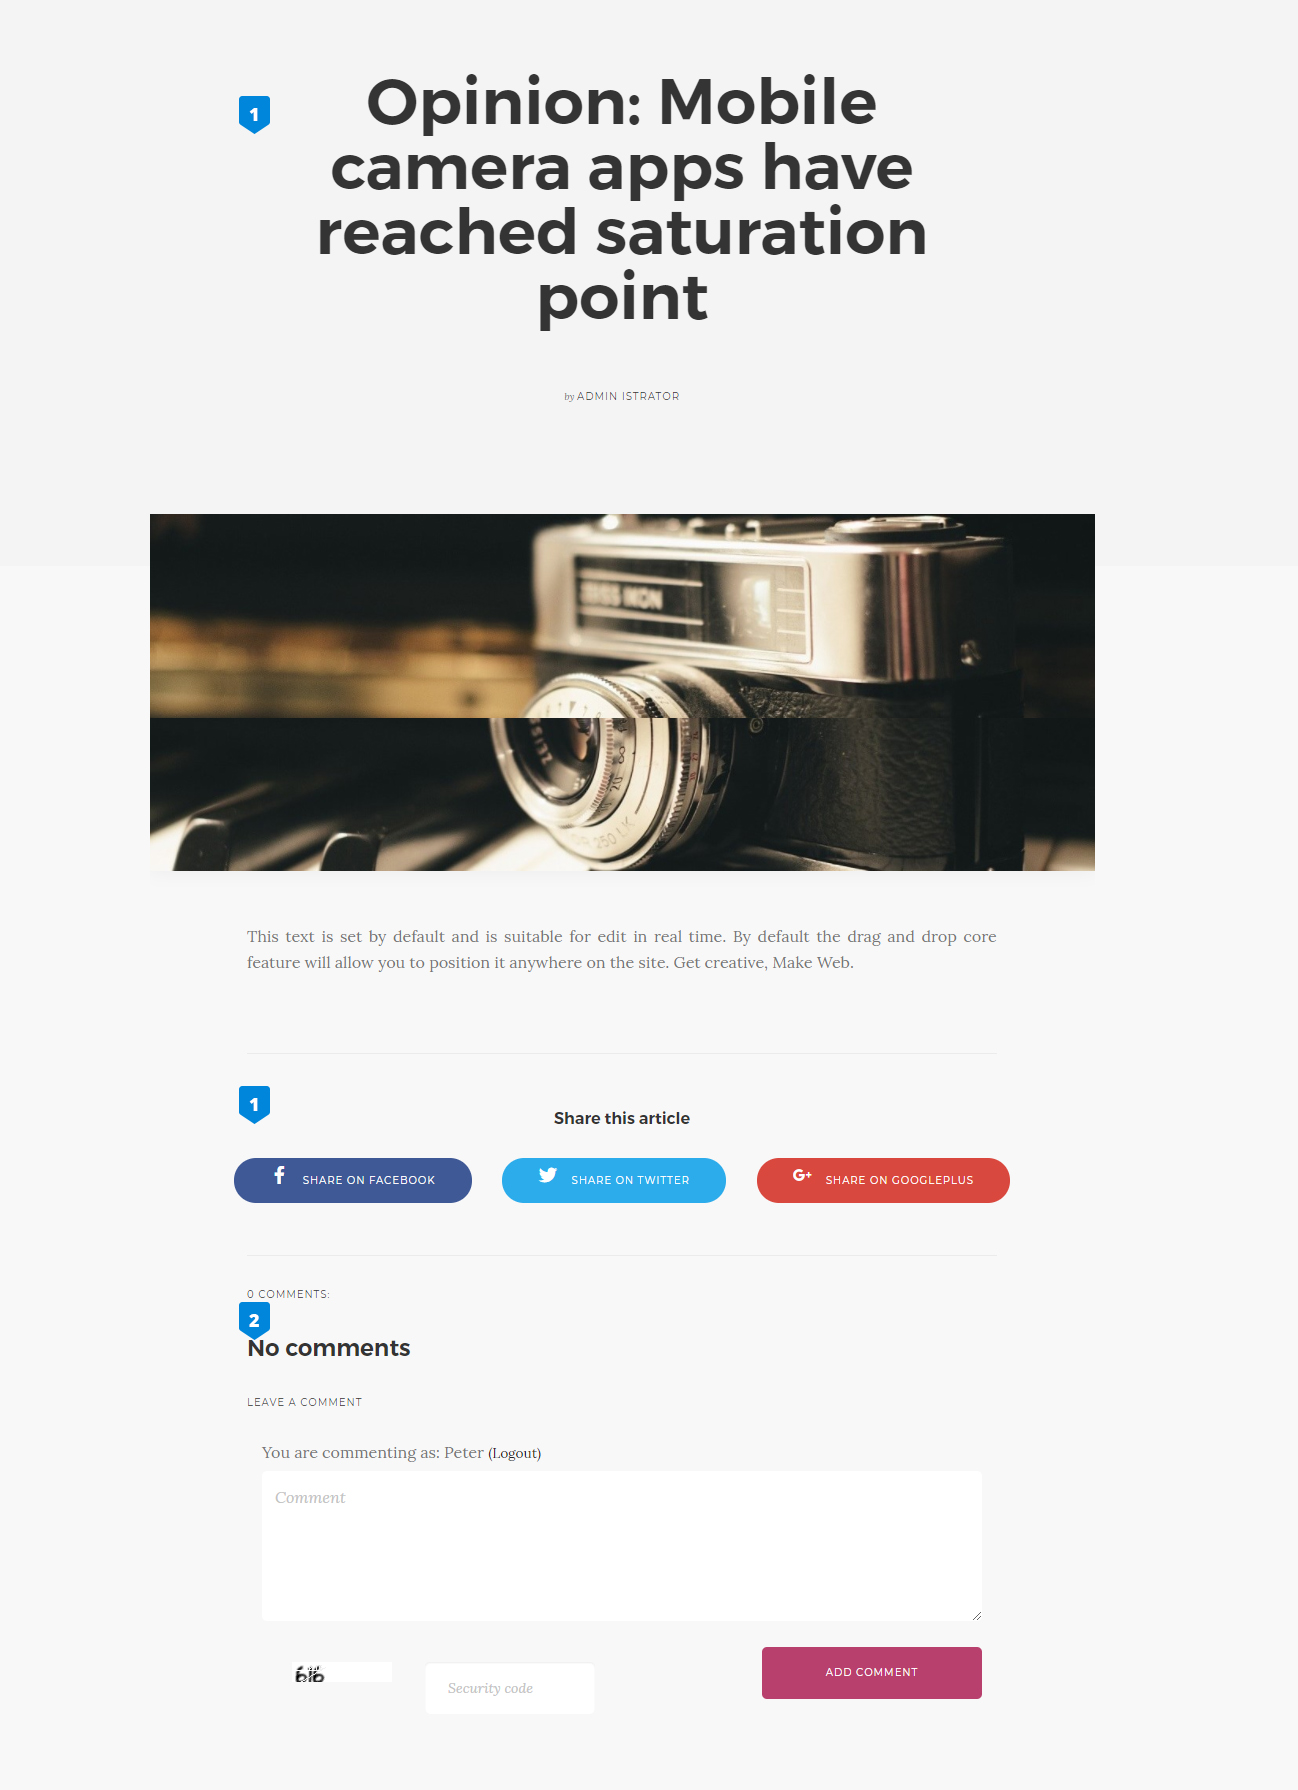 1
Opinion: Mobile
camera apps have
reached saturation
point
by ADMIN ISTRATOR
This text is set by default and is suitable for edit in real time. By default the drag and drop core
feature will allow you to position it anywhere on the site. Get creative, Make Web.
1
Share this article
SHARE ON FACEBOOK
SHARE ON TWITTER
SHARE ON GOOGLEPLUS
0 COMMENTS:
2
No comments
LEAVE A COMMENT
You are commenting as: Peter (Logout)
Comment
Security code
ADD COMMENT